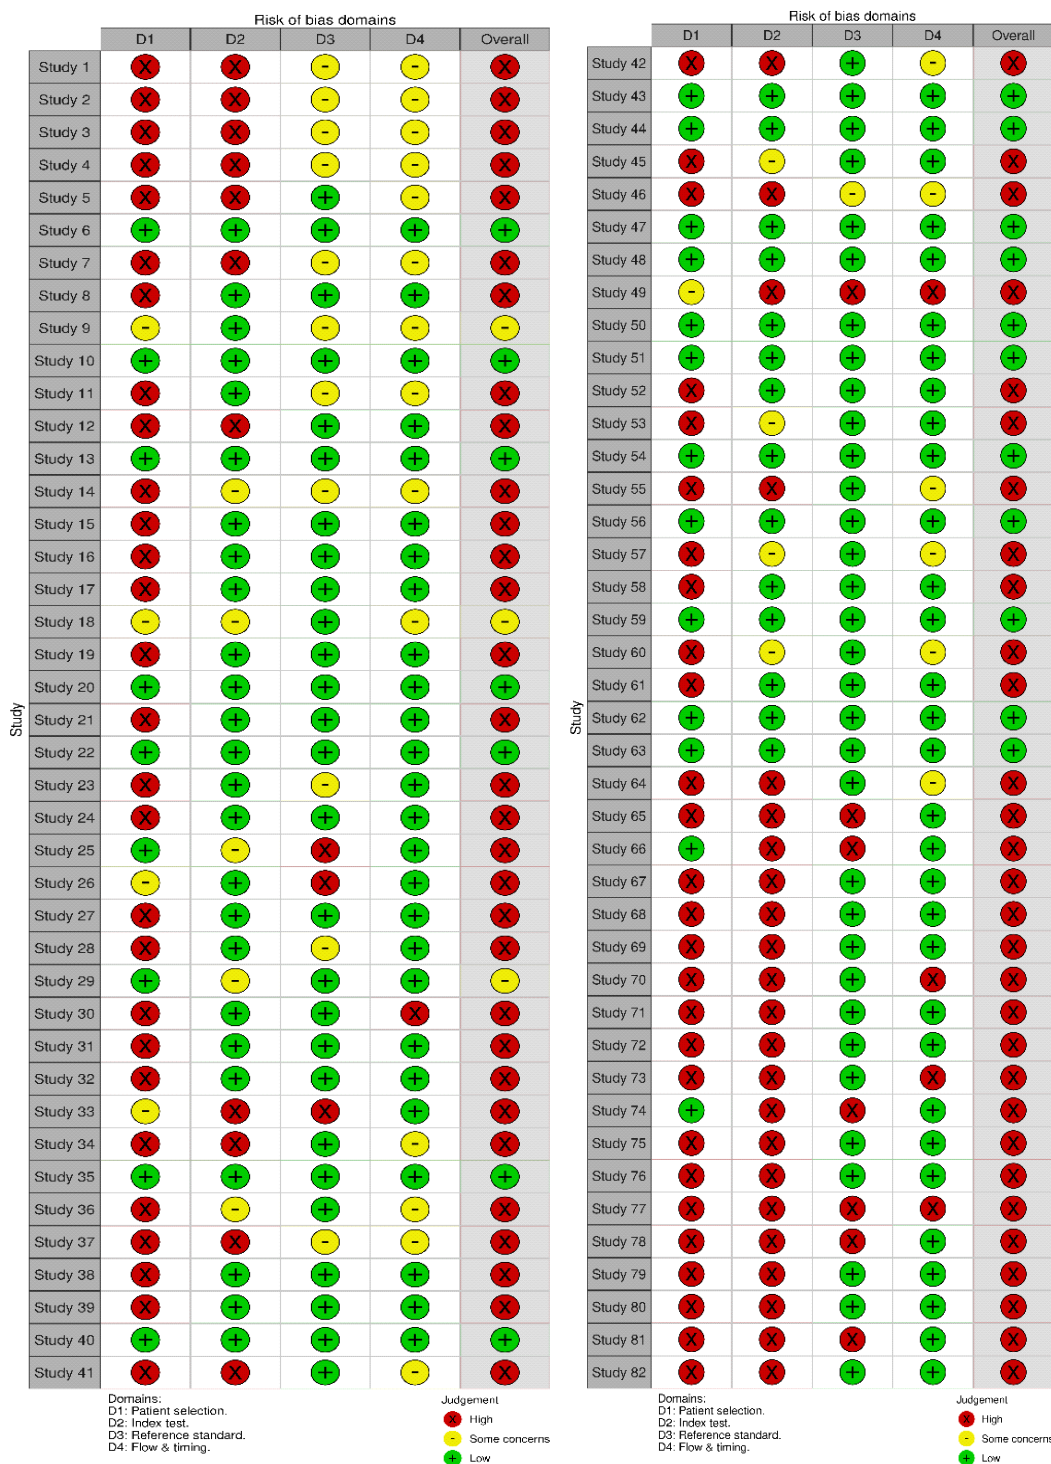 Risk of bias domains
D1 D2 D3 D4 Overall
Study 1 X X - - X
Study 2 X X - - X
Study 3 X X - - X
Study 4 X X - - X
Study 5 X X + - X
Study 6 + + + + +
Study 7 X X - - X
Study 8 X + + + X
Study 9 - + - - -
Study 10 + + + + +
Study 11 X + - - X
Study 12 X X + + X
Study 13 + + + + +
Study 14 X - - - X
Study 15 X + + + X
Study 16 X + + + X
Study 17 X + + + X
Study 18 - - + - -
Study 19 X + + + X
Study 20 + + + + +
Study 21 X + + + X
Study 22 + + + + +
Study 23 X + - + X
Study 24 X + + + X
Study 25 + - X + X
Study 26 - + X + X
Study 27 X + + + X
Study 28 X + - + X
Study 29 + - + + -
Study 30 X + + X X
Study 31 X + + + X
Study 32 X + + + X
Study 33 - X X + X
Study 34 X X + - X
Study 35 + + + + +
Study 36 X - + - X
Study 37 X X - - X
Study 38 X + + + X
Study 39 X + + + X
Study 40 + + + + +
Study 41 X X + - X
Study
Domains:
D1: Patient selection.
D2: Index test.
D3: Reference standard.
D4: Flow & timing.
Judgement
X High
- Some concerns
+ Low
Risk of bias domains
D1 D2 D3 D4 Overall
Study 42 X X + - X
Study 43 + + + + +
Study 44 + + + + +
Study 45 X - + + X
Study 46 X X - - X
Study 47 + + + + +
Study 48 + + + + +
Study 49 - X X X X
Study 50 + + + + +
Study 51 + + + + +
Study 52 X + + + X
Study 53 X - + + X
Study 54 + + + + +
Study 55 X X + - X
Study 56 + + + + +
Study 57 X - + - X
Study 58 X + + + X
Study 59 + + + + +
Study 60 X - + - X
Study 61 X + + + X
Study 62 + + + + +
Study 63 + + + + +
Study 64 X X + - X
Study 65 X X X + X
Study 66 + X X + X
Study 67 X X + + X
Study 68 X X + + X
Study 69 X X + + X
Study 70 X X + X X
Study 71 X X + + X
Study 72 X X + + X
Study 73 X X + X X
Study 74 + X X + X
Study 75 X X + + X
Study 76 X X + + X
Study 77 X X X X X
Study 78 X X X + X
Study 79 X X + + X
Study 80 X X + + X
Study 81 X X X + X
Study 82 X X + + X
Study
Domains:
D1: Patient selection.
D2: Index test.
D3: Reference standard.
D4: Flow & timing.
Judgement
X High
- Some concerns
+ Low